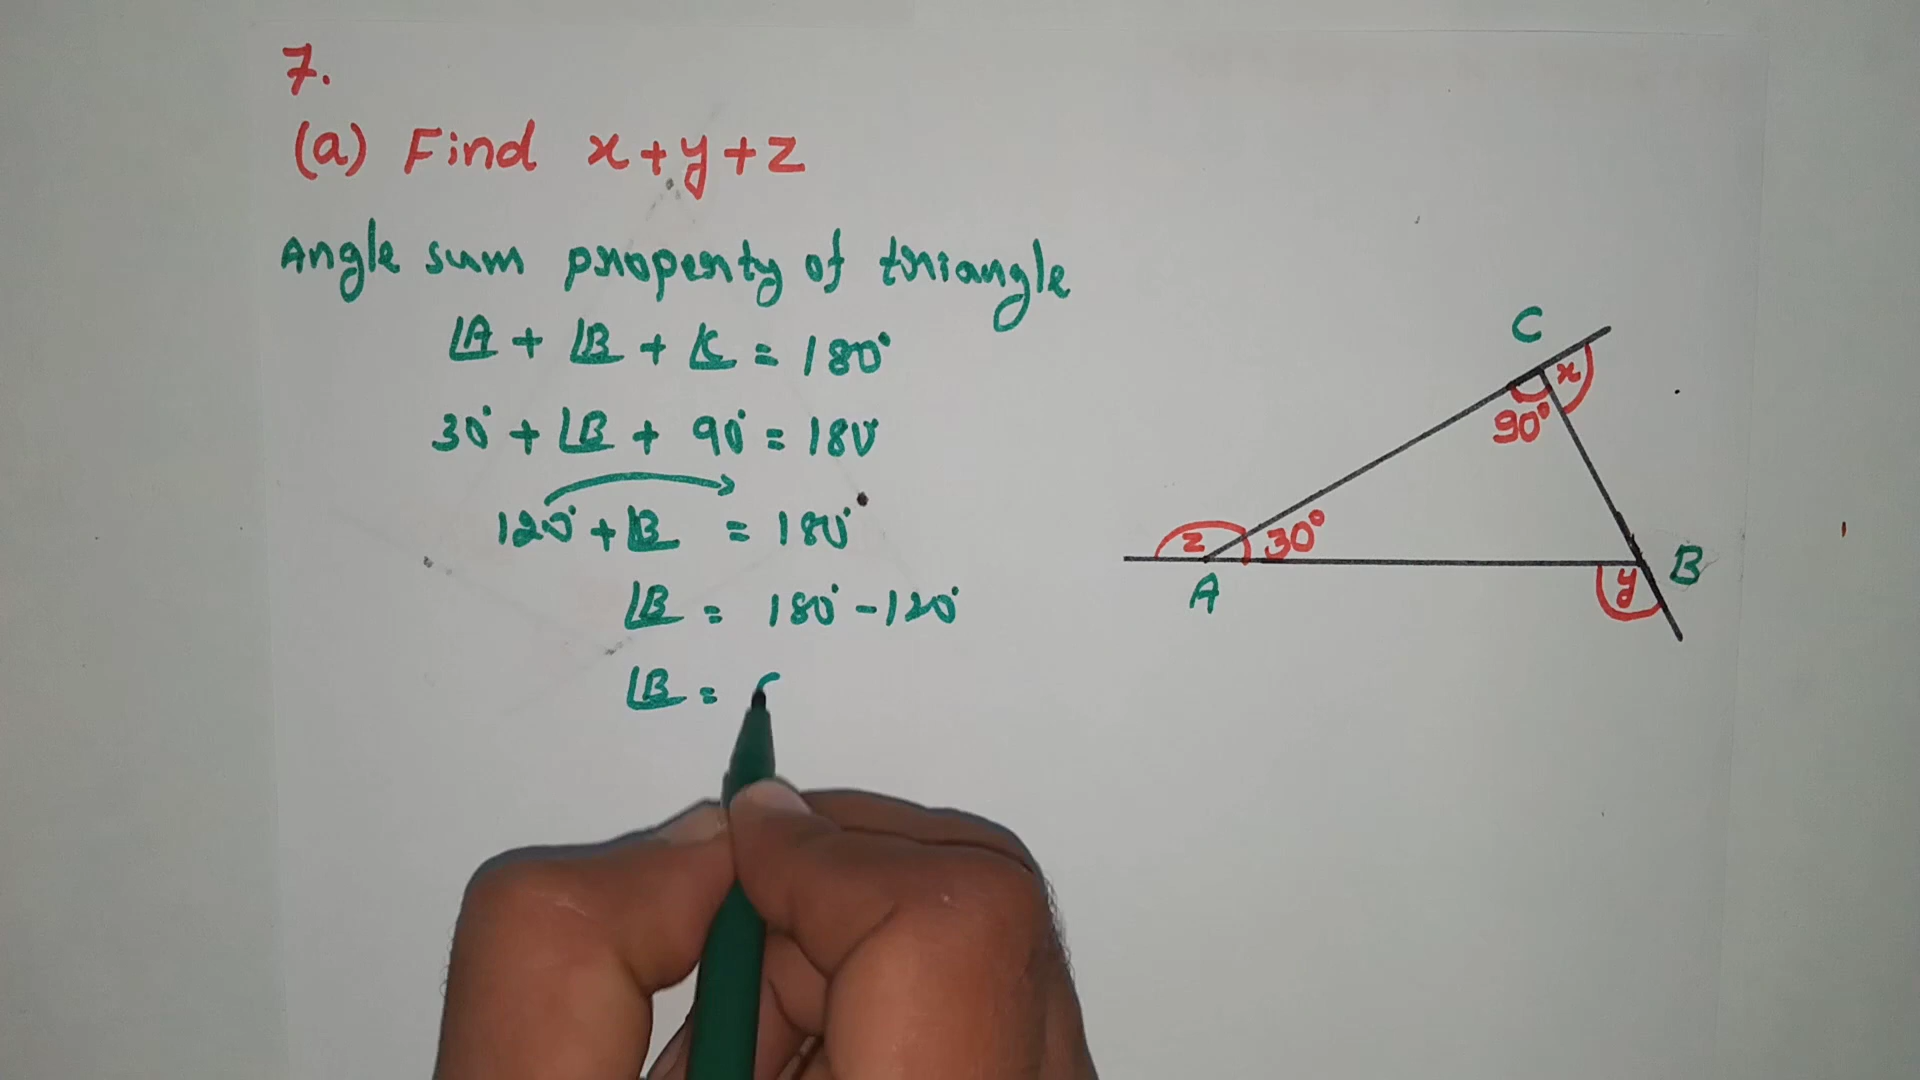 7.
(a) Find x+y+z
Angle sum property of triangle
∠A + ∠B + ∠C = 180°
30° + ∠B + 90° = 180°
120° + ∠B = 180°
∠B = 180° - 120°
∠B =
C
x
90°
z 30°
A
y
B